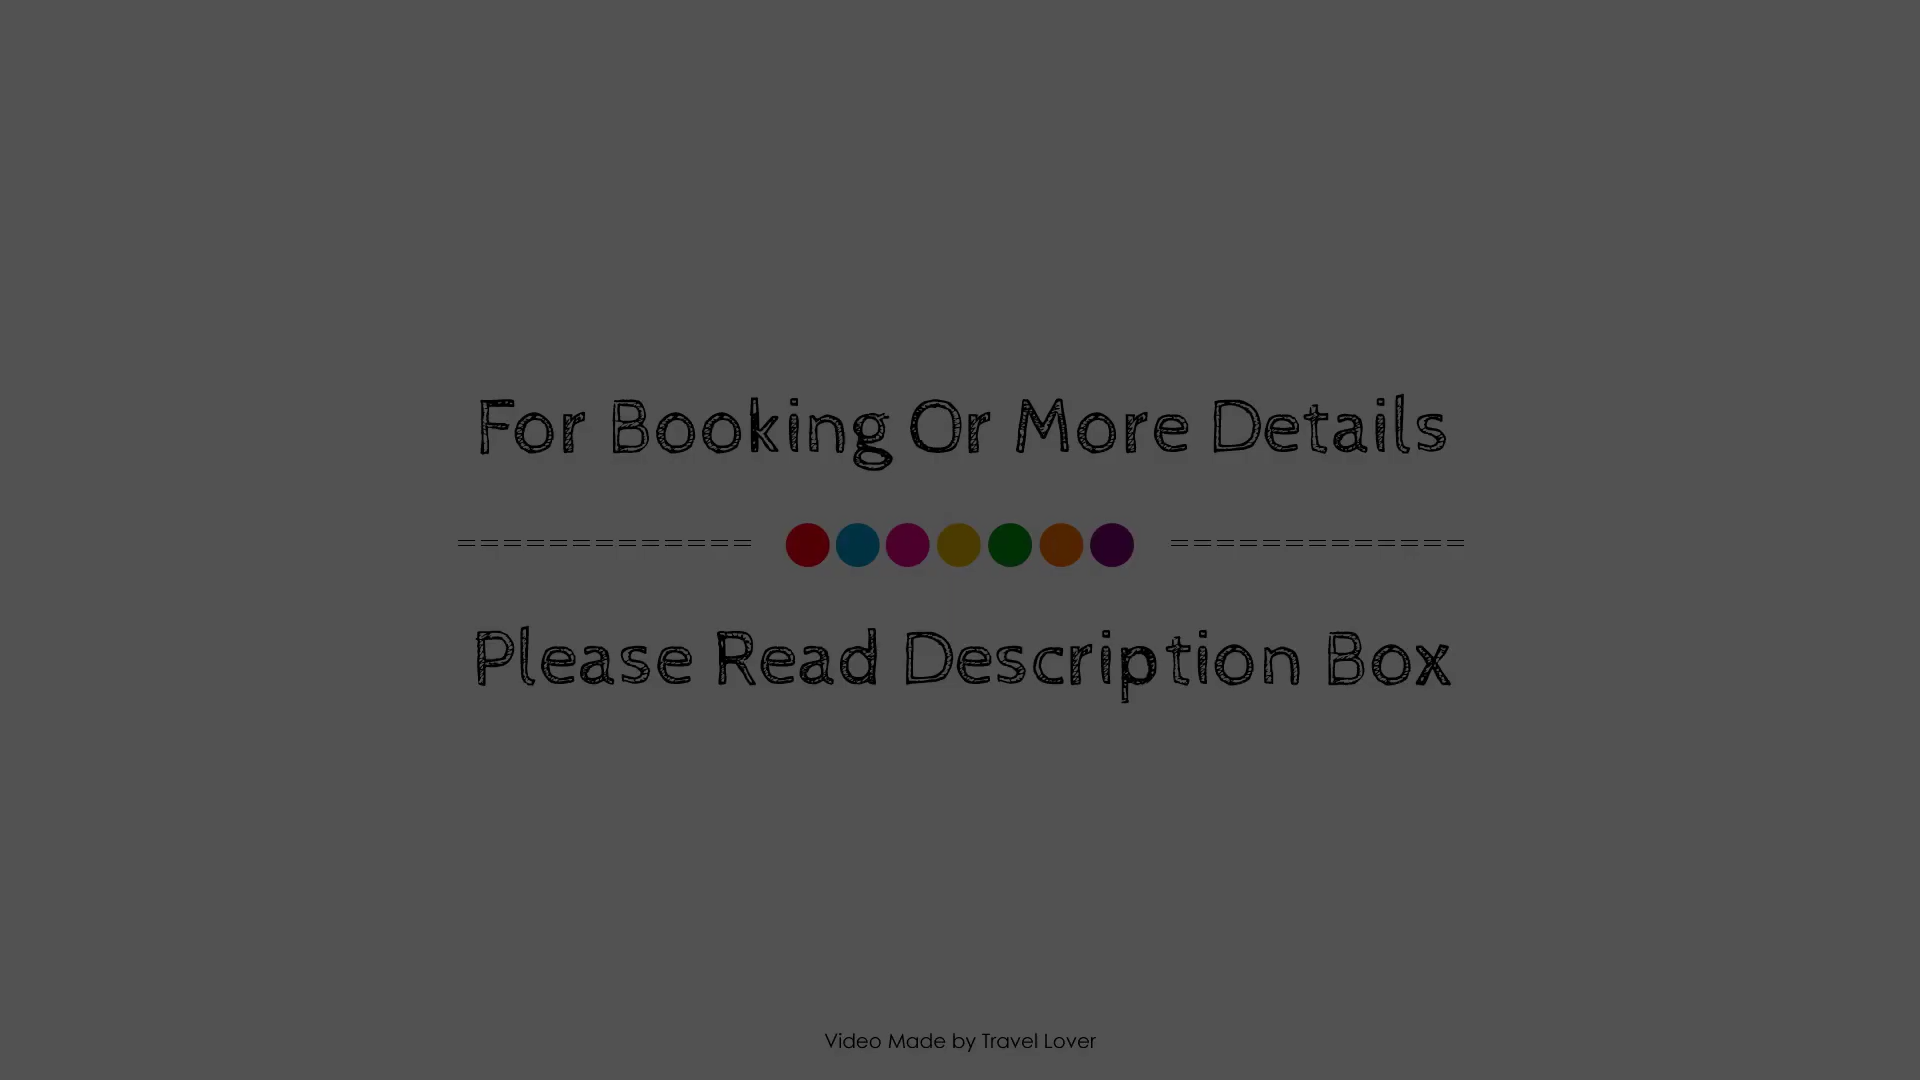 For Booking Or More Details
============= =============
Please Read Description Box
Video Made by Travel Lover